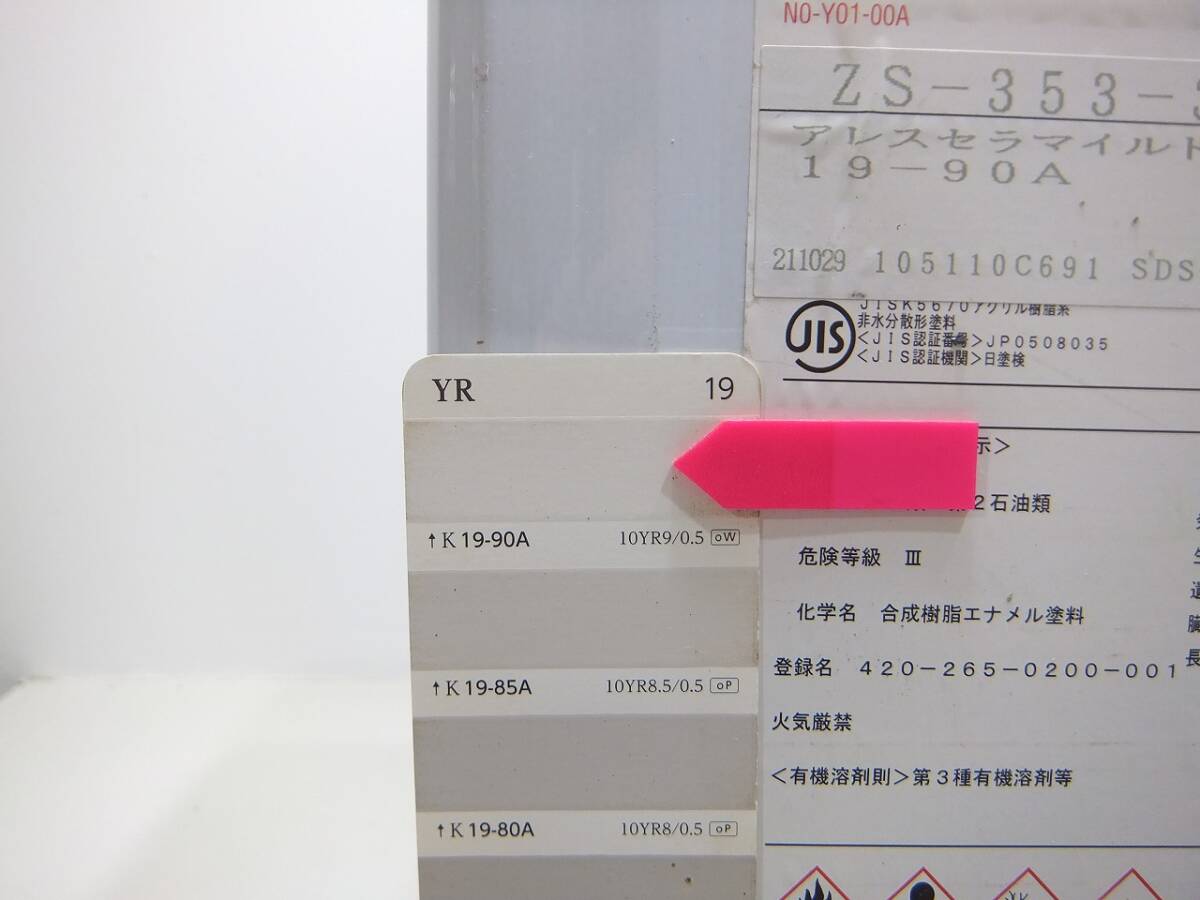 N0-Y01-00A
ZS-353-
アレスセラマイルド
19-90A
211029 105110C691 SDS
JISK5670アクリル樹脂系
非水分散形塗料
<JIS認証番号>JP0508035
<JIS認証機関>日塗検
JIS
YR 19
示>
2石油類
↑K 19-90A 10YR9/0.5 oW
危険等級 Ⅲ
化学名 合成樹脂エナメル塗料
登録名 420-265-0200-001
↑K 19-85A 10YR8.5/0.5 oP
火気厳禁
<有機溶剤則>第3種有機溶剤等
↑K 19-80A 10YR8/0.5 oP